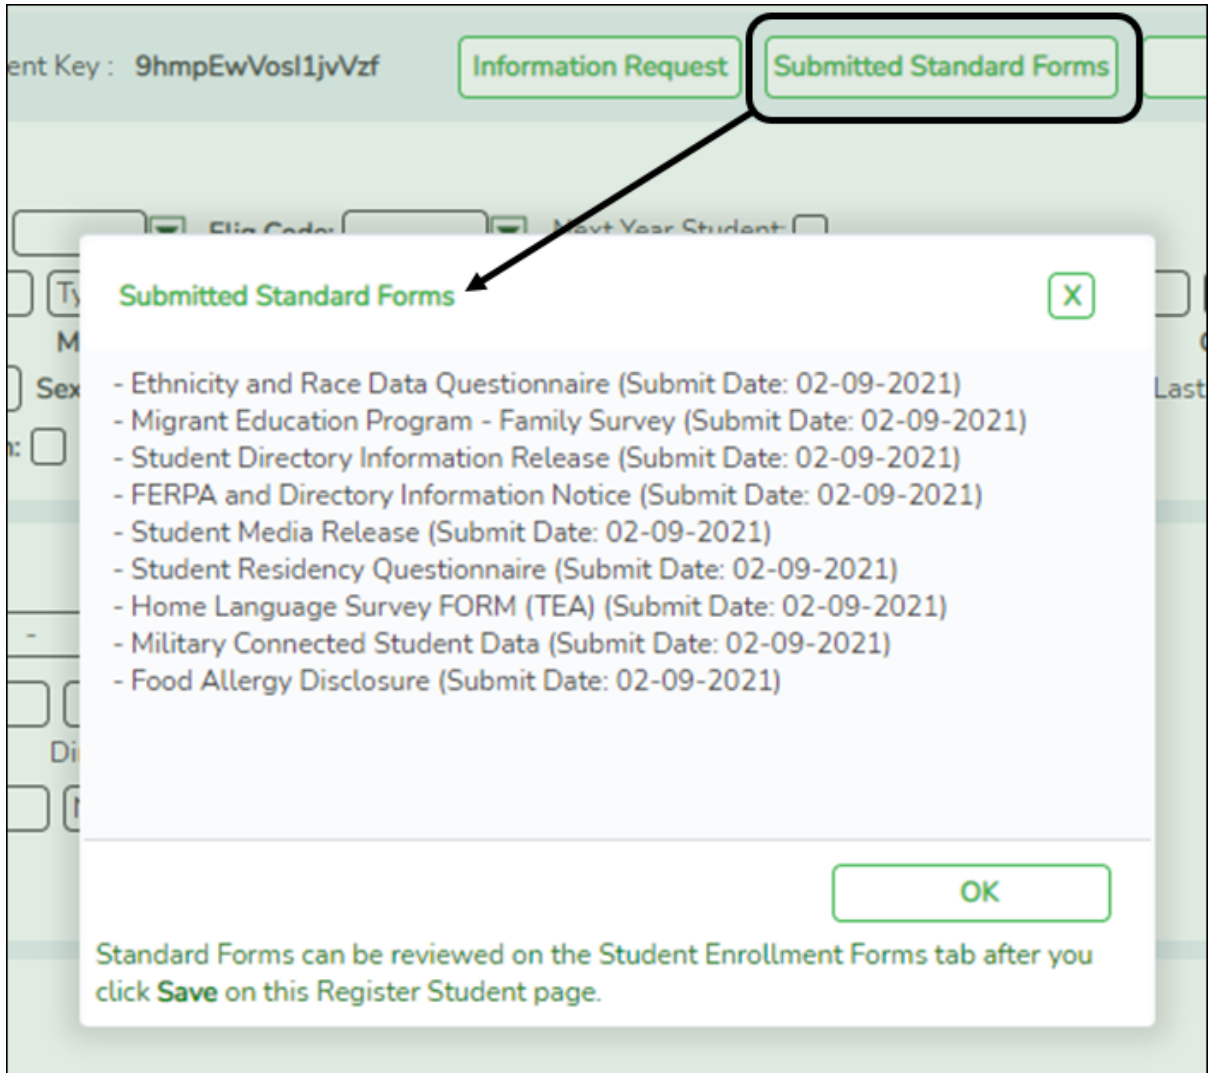 ent Key : 9hmpEwVosI1jvVzf Information Request Submitted Standard Forms
Elig Code: Next Year Student:
Submitted Standard Forms X
Ty
M
Sex Last
- Ethnicity and Race Data Questionnaire (Submit Date: 02-09-2021)
- Migrant Education Program - Family Survey (Submit Date: 02-09-2021)
- Student Directory Information Release (Submit Date: 02-09-2021)
- FERPA and Directory Information Notice (Submit Date: 02-09-2021)
- Student Media Release (Submit Date: 02-09-2021)
- Student Residency Questionnaire (Submit Date: 02-09-2021)
- Home Language Survey FORM (TEA) (Submit Date: 02-09-2021)
- Military Connected Student Data (Submit Date: 02-09-2021)
- Food Allergy Disclosure (Submit Date: 02-09-2021)
-
Di
OK
Standard Forms can be reviewed on the Student Enrollment Forms tab after you
click Save on this Register Student page.